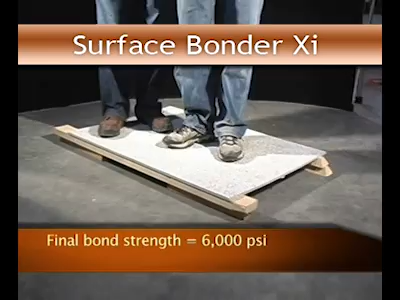 Surface Bonder Xi
Final bond strength = 6,000 psi